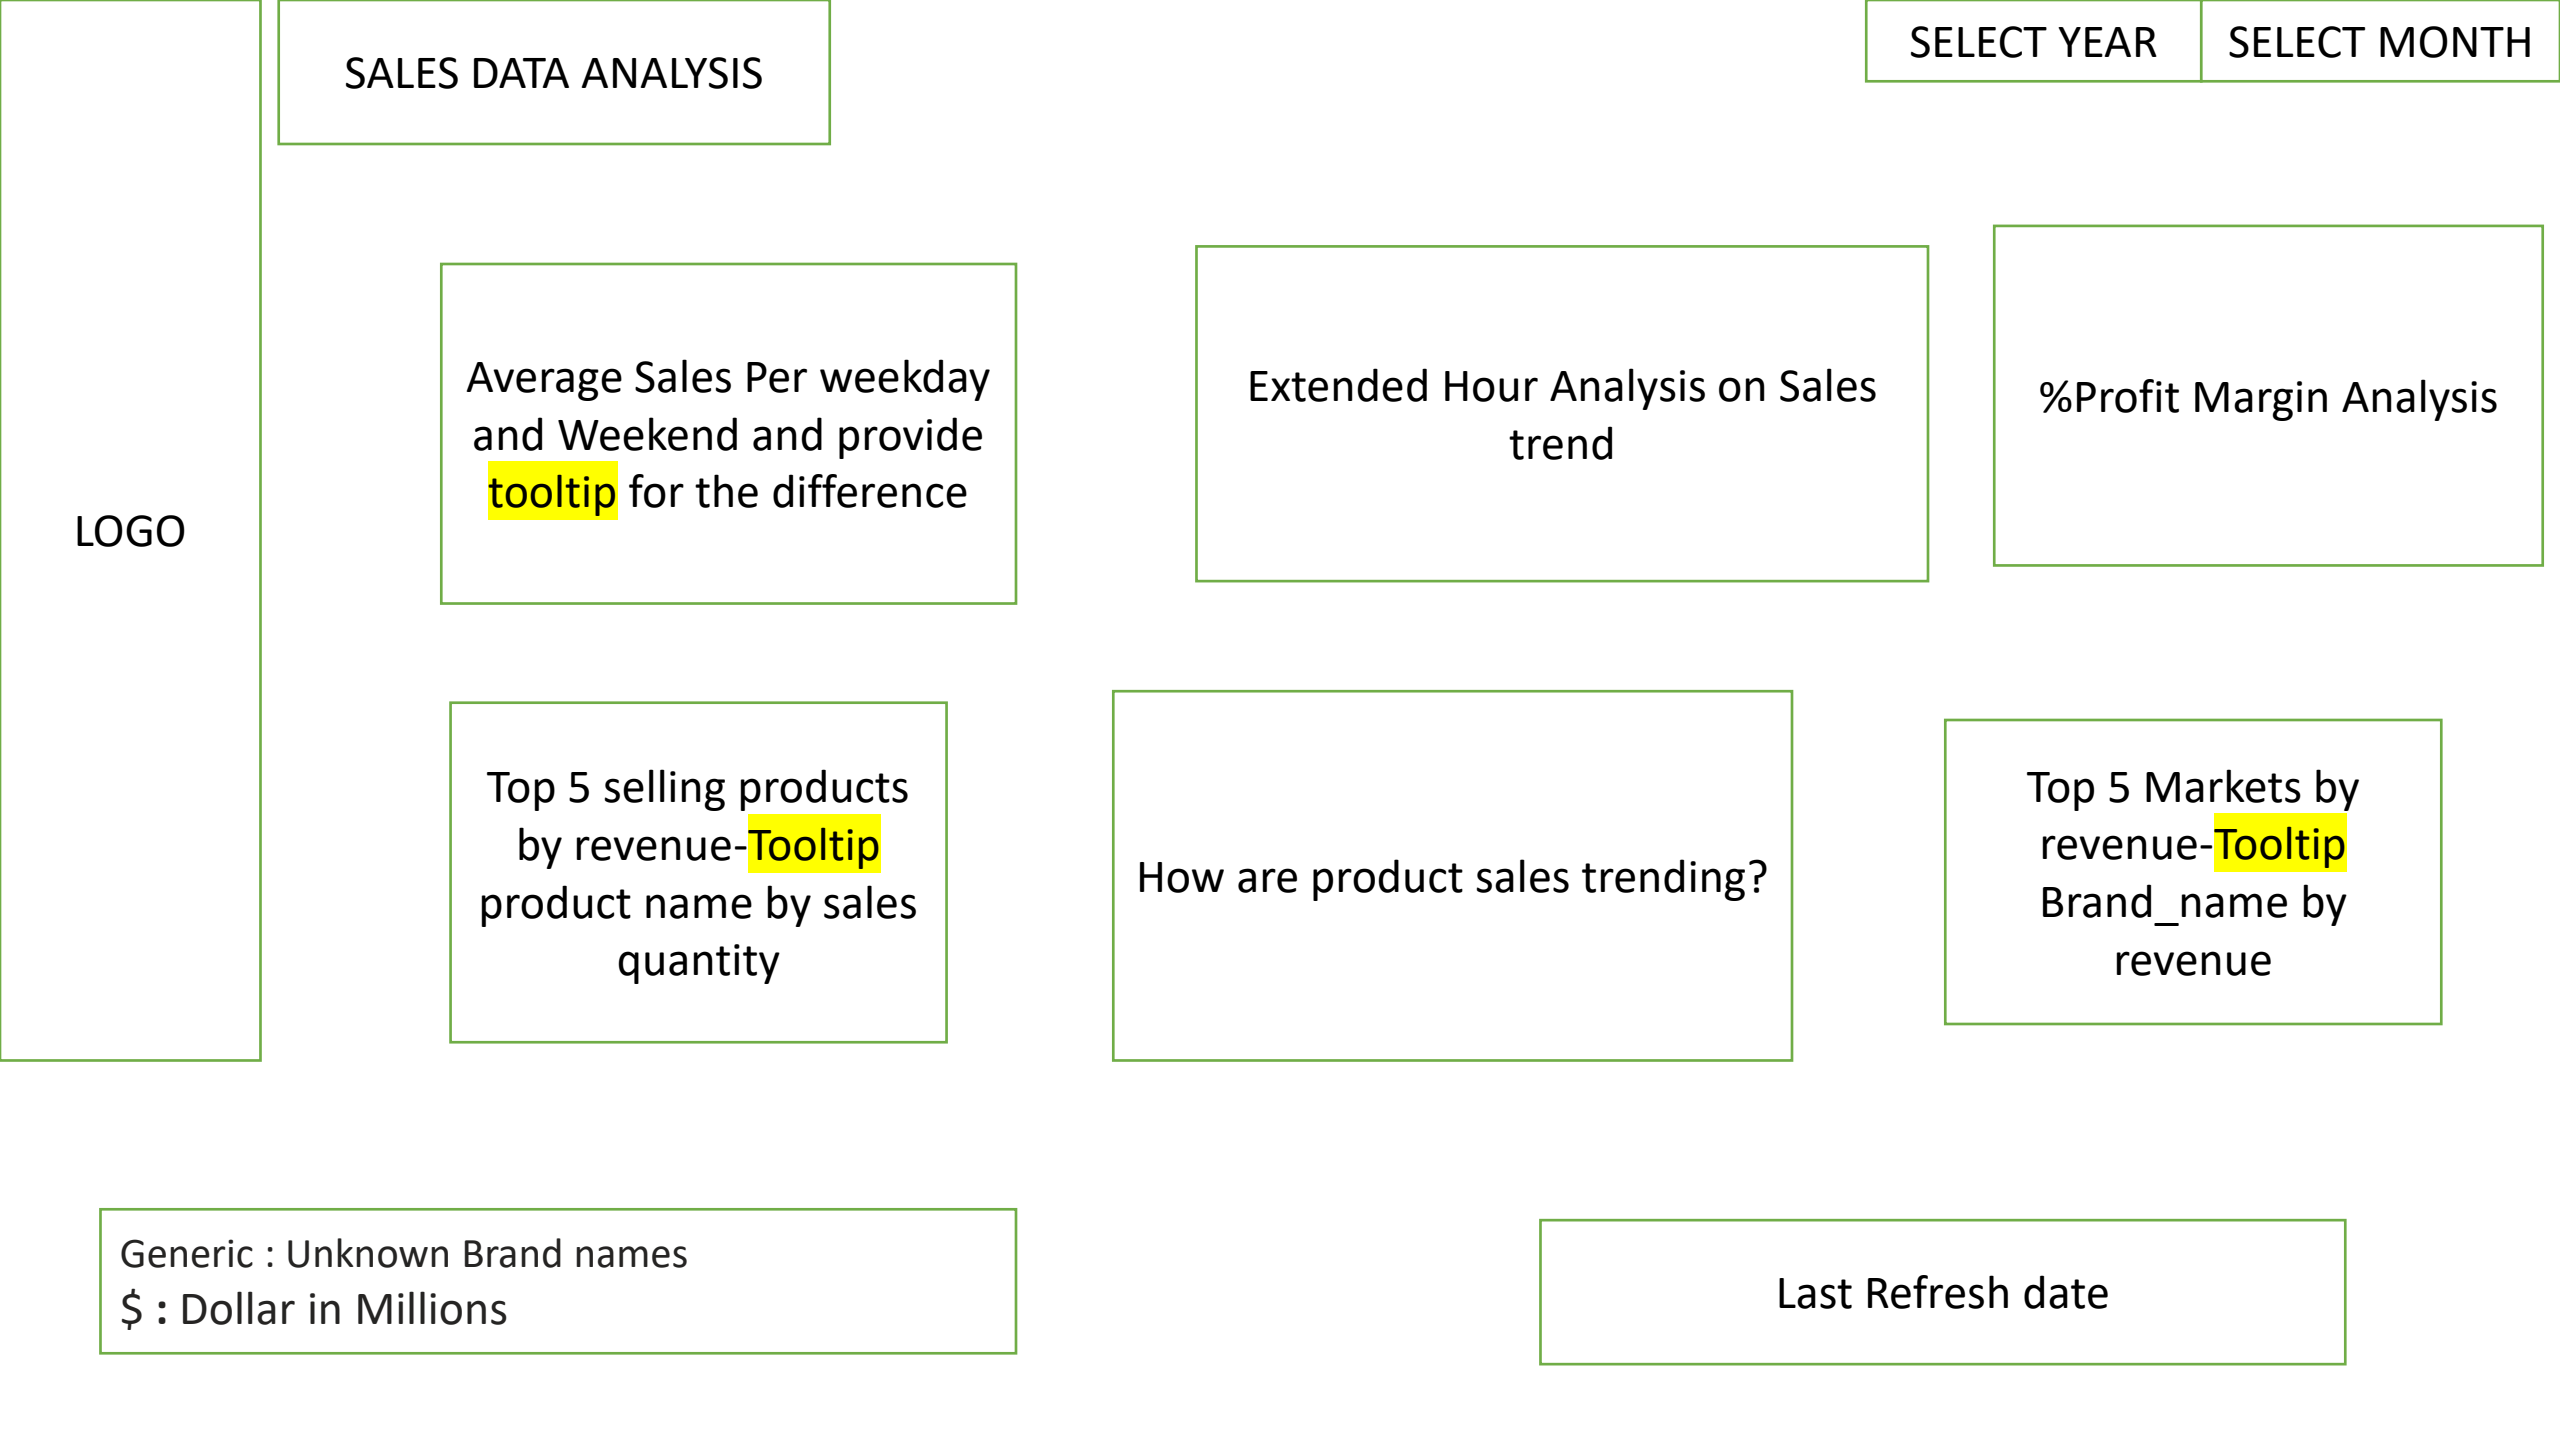 SALES DATA ANALYSIS
SELECT YEAR
SELECT MONTH
LOGO
Average Sales Per weekday
and Weekend and provide
tooltip for the difference
Extended Hour Analysis on Sales
trend
%Profit Margin Analysis
Top 5 selling products
by revenue-Tooltip
product name by sales
quantity
How are product sales trending?
Top 5 Markets by
revenue-Tooltip
Brand_name by
revenue
Generic : Unknown Brand names
$ : Dollar in Millions
Last Refresh date